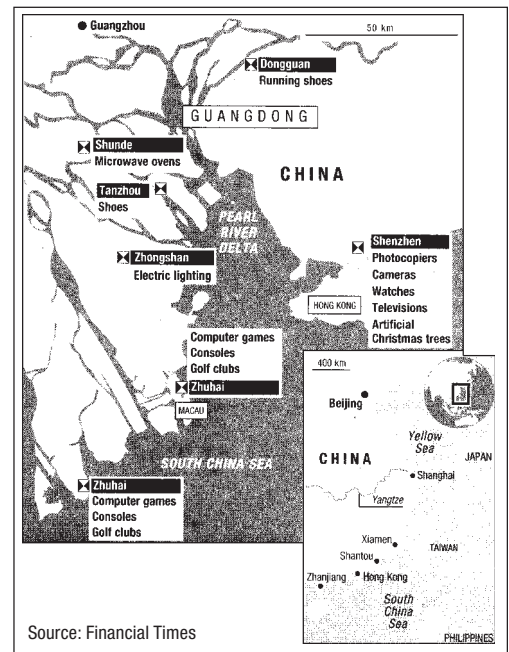 Guangzhou
50 km
Dongguan
Running shoes
GUANGDONG
Shunde
Microwave ovens
CHINA
Tanzhou
Shoes
PEARL
RIVER
DELTA
Zhongshan
Electric lighting
Shenzhen
Photocopiers
Cameras
Watches
Televisions
Artificial
Christmas trees
HONG KONG
Computer games
Consoles
Golf clubs
Zhuhai
MACAU
SOUTH CHINA SEA
Zhuhai
Computer games
Consoles
Golf clubs
400 km
Beijing
Yellow
Sea
CHINA
JAPAN
Shanghai
Yangtze
Xiamen
TAIWAN
Shantou
Zhanjiang
Hong Kong
South
China
Sea
PHILIPPINES
Source: Financial Times